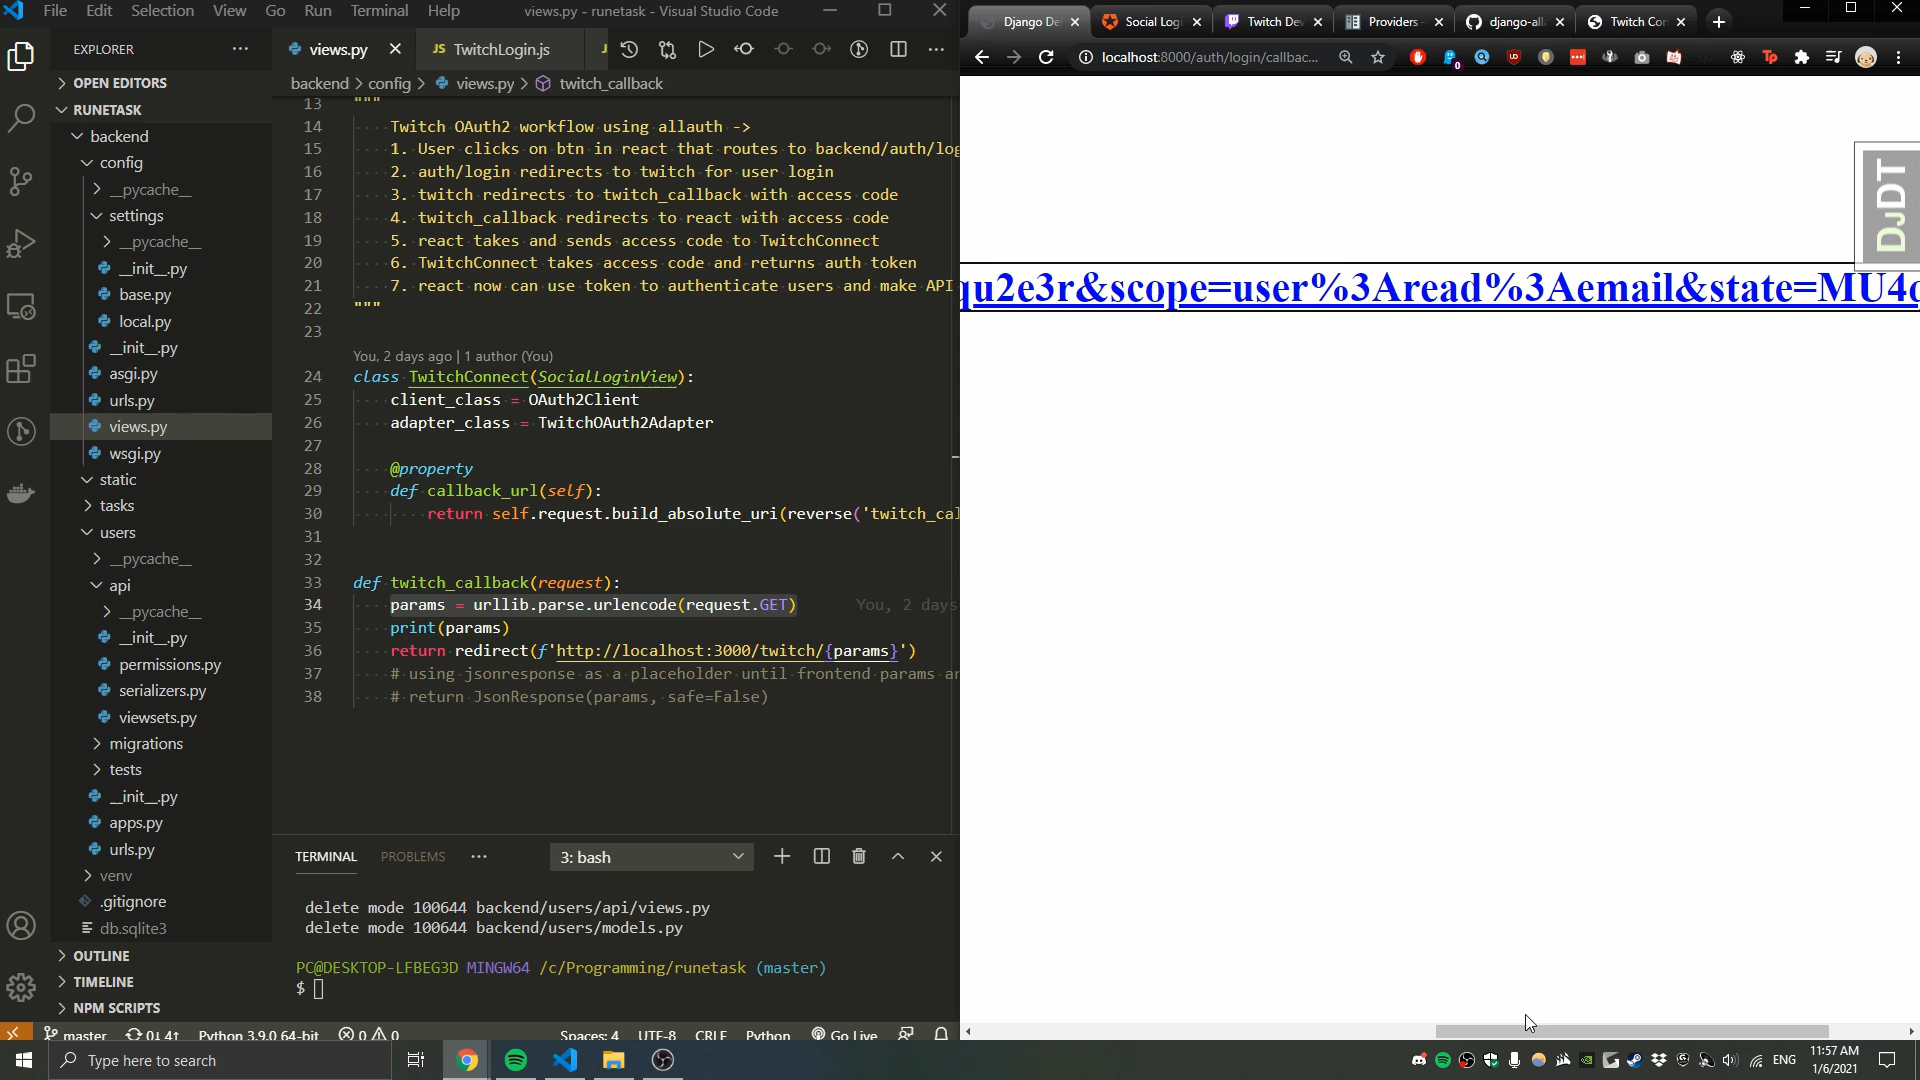 File Edit Selection View Go Run Terminal Help
views.py - runetask - Visual Studio Code
EXPLORER
OPEN EDITORS
RUNETASK
backend
config
__pycache__
settings
__pycache__
__init__.py
base.py
local.py
__init__.py
asgi.py
urls.py
views.py
wsgi.py
static
tasks
users
__pycache__
api
__pycache__
__init__.py
permissions.py
serializers.py
viewsets.py
migrations
tests
__init__.py
apps.py
urls.py
venv
.gitignore
db.sqlite3
OUTLINE
TIMELINE
NPM SCRIPTS
views.py
JS TwitchLogin.js
backend > config > views.py > twitch_callback
13 """
14 Twitch OAuth2 workflow using allauth ->
15 1. User clicks on btn in react that routes to backend/auth/log
16 2. auth/login redirects to twitch for user login
17 3. twitch redirects to twitch_callback with access code
18 4. twitch_callback redirects to react with access code
19 5. react takes and sends access code to TwitchConnect
20 6. TwitchConnect takes access code and returns auth token
21 7. react now can use token to authenticate users and make API
22 """
23
You, 2 days ago | 1 author (You)
24 class TwitchConnect(SocialLoginView):
25 client_class = OAuth2Client
26 adapter_class = TwitchOAuth2Adapter
27
28 @property
29 def callback_url(self):
30 return self.request.build_absolute_uri(reverse('twitch_cal
31
32
33 def twitch_callback(request):
34 params = urllib.parse.urlencode(request.GET) You, 2 days
35 print(params)
36 return redirect(f'http://localhost:3000/twitch/{params}')
37 # using jsonresponse as a placeholder until frontend params ar
38 # return JsonResponse(params, safe=False)
TERMINAL PROBLEMS
3: bash
delete mode 100644 backend/users/api/views.py
delete mode 100644 backend/users/models.py
PC@DESKTOP-LFBEG3D MINGW64 /c/Programming/runetask (master)
$
master 0↓ 4↑ Python 3.9.0 64-bit 0 0 Spaces: 4 UTF-8 CRLF Python Go Live
Django De
Social Logi
Twitch Dev
Providers
django-all
Twitch Con
localhost:8000/auth/login/callbac...
DJDT
qu2e3r&scope=user%3Aread%3Aemail&state=MU4
Type here to search
ENG
11:57 AM
1/6/2021